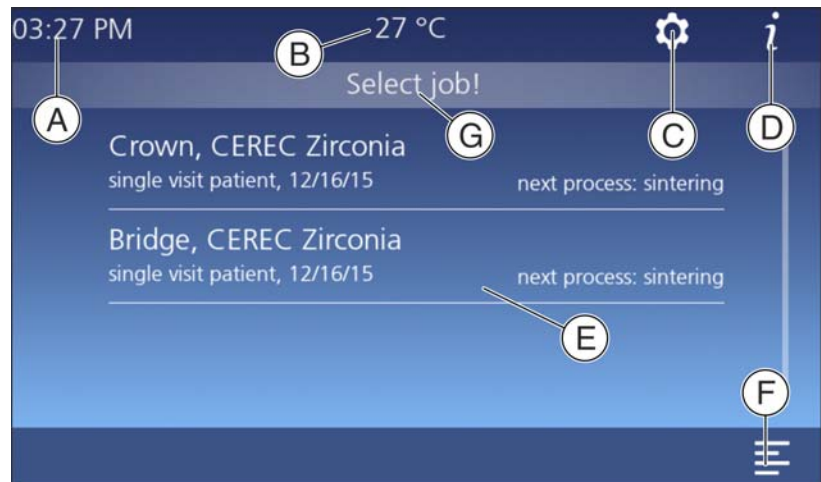 03:27 PM 27 °C i
B
Select job!
A G C D
Crown, CEREC Zirconia
single visit patient, 12/16/15 next process: sintering
Bridge, CEREC Zirconia
single visit patient, 12/16/15 next process: sintering
E
F